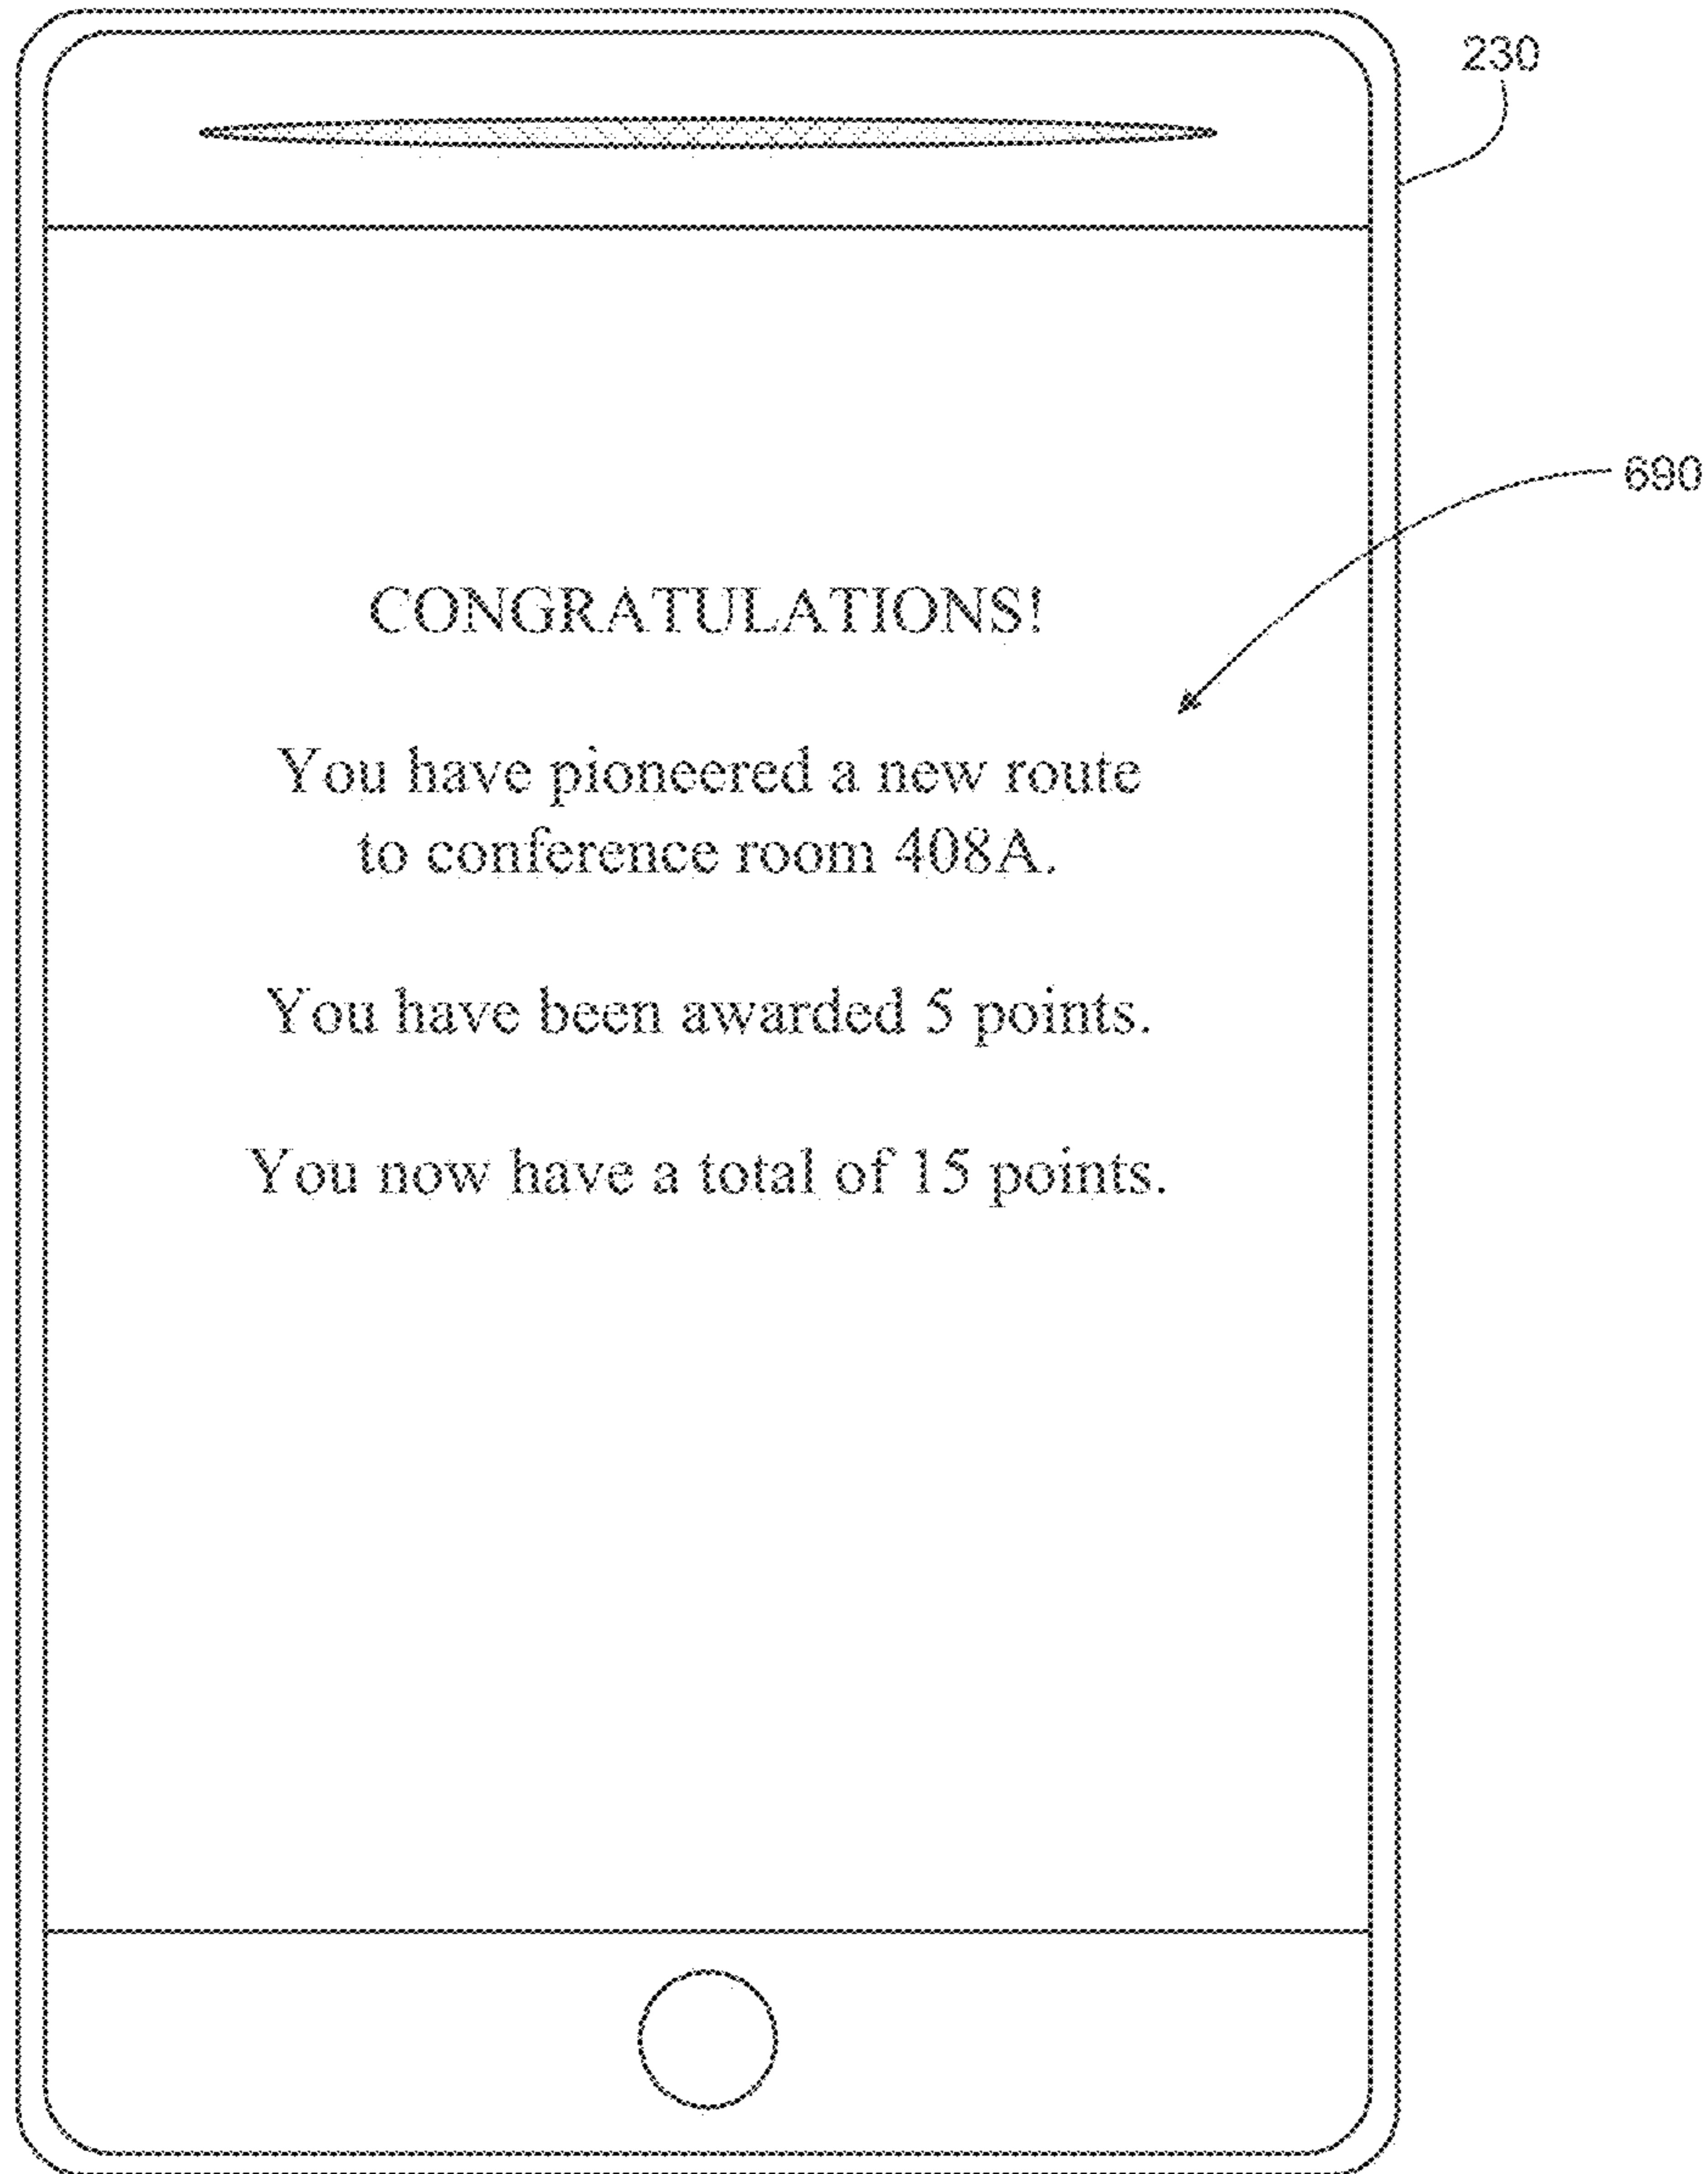 230
690
CONGRATULATIONS!
You have pioneered a new route
to conference room 408A.
You have been awarded 5 points.
You now have a total of 15 points.